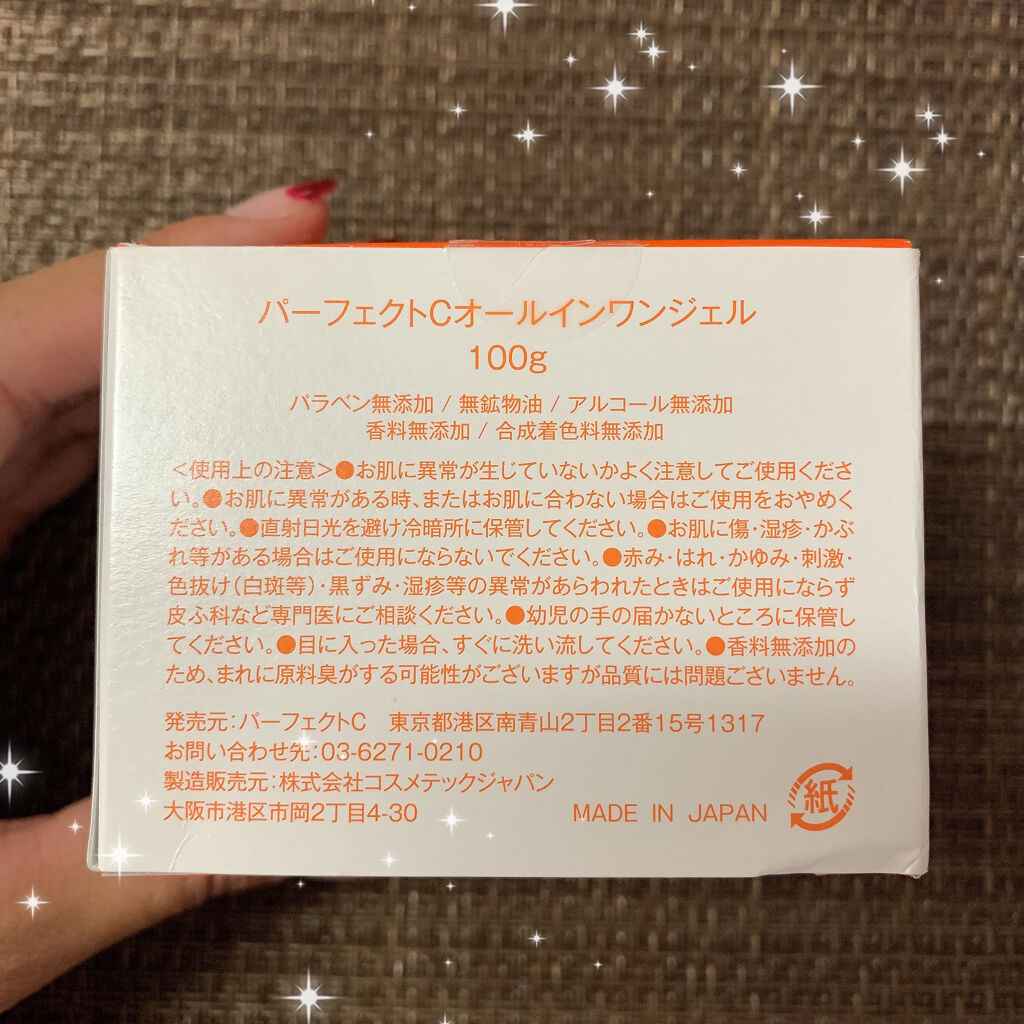 パーフェクトCオールインワンジェル
100g
パラベン無添加 / 無鉱物油 / アルコール無添加
香料無添加 / 合成着色料無添加
＜使用上の注意＞●お肌に異常が生じていないかよく注意してご使用くださ
い。●お肌に異常がある時、またはお肌に合わない場合はご使用をおやめく
ださい。●直射日光を避け冷暗所に保管してください。●お肌に傷・湿疹・かぶ
れ等がある場合はご使用にならないでください。●赤み・はれ・かゆみ・刺激・
色抜け（白斑等）・黒ずみ・湿疹等の異常があらわれたときはご使用にならず
皮ふ科など専門医にご相談ください。●幼児の手の届かないところに保管し
てください。●目に入った場合、すぐに洗い流してください。●香料無添加の
ため、まれに原料臭がする可能性がございますが品質には問題ございません。
発売元：パーフェクトC　東京都港区南青山2丁目2番15号1317
お問い合わせ先：03-6271-0210
製造販売元：株式会社コスメテックジャパン
大阪市港区市岡2丁目4-30
MADE IN JAPAN
紙